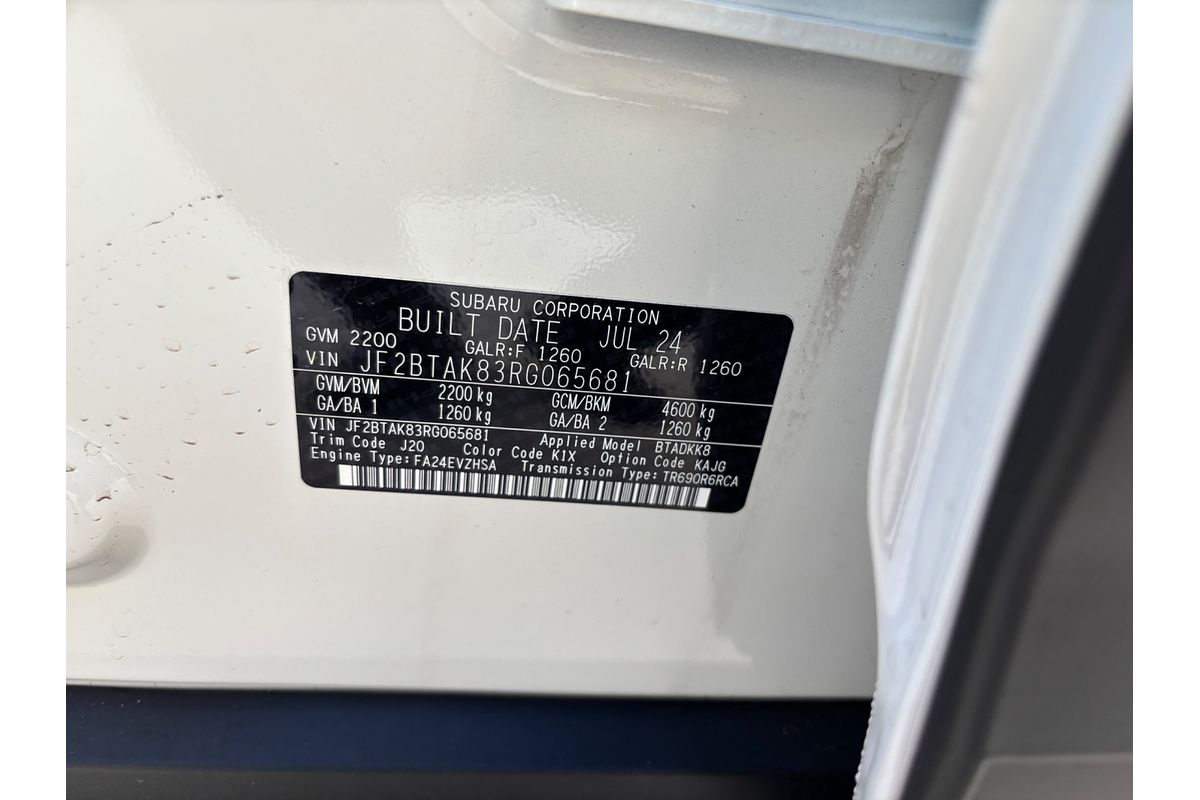 SUBARU CORPORATION
BUILT DATE JUL 24
GVM 2200 GALR:F 1260 GALR:R 1260
VIN JF2BTAK83RG065681
GVM/BVM 2200 kg GCM/BKM 4600 kg
GA/BA 1 1260 kg GA/BA 2 1260 kg
VIN JF2BTAK83RG065681 Applied Model BTADKK8
Trim Code J20 Color Code K1X Option Code KAJG
Engine Type:FA24EVZHSA Transmission Type:TR690R6RCA